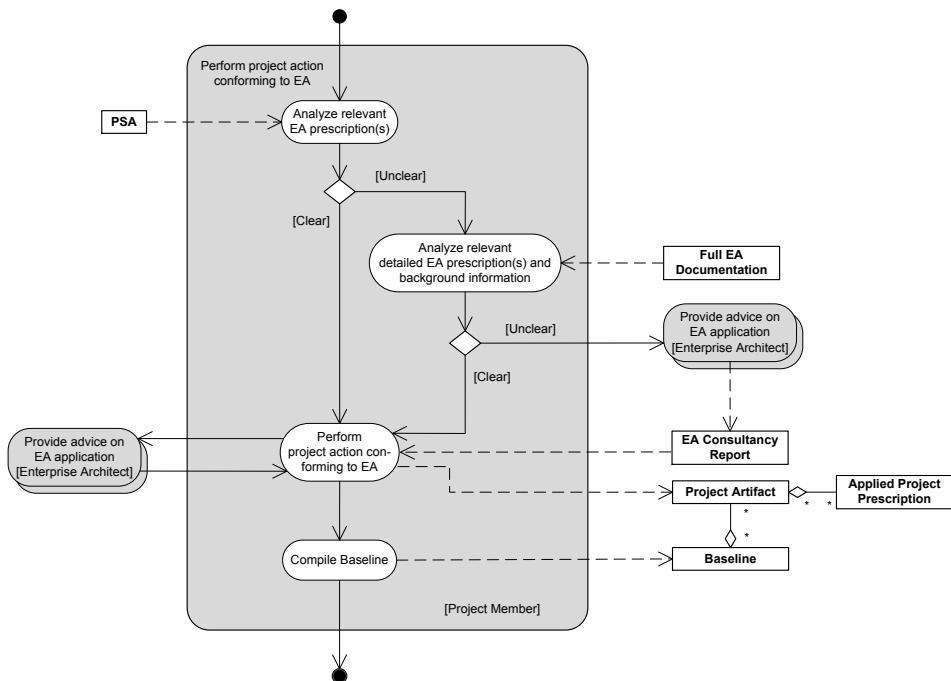 Perform project action
conforming to EA
Analyze relevant
EA prescription(s)
PSA
[Unclear]
[Clear]
Analyze relevant
detailed EA prescription(s) and
background information
Full EA
Documentation
[Unclear]
Provide advice on
EA application
[Enterprise Architect]
[Clear]
Provide advice on
EA application
[Enterprise Architect]
Perform
project action con-
forming to EA
EA Consultancy
Report
Project Artifact
Applied Project
Prescription
*
*
*
*
Compile Baseline
Baseline
[Project Member]